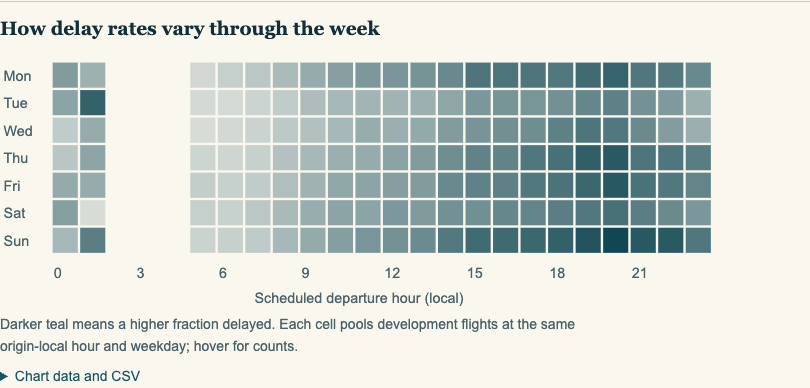 How delay rates vary through the week
Mon
Tue
Wed
Thu
Fri
Sat
Sun
0 3 6 9 12 15 18 21
Scheduled departure hour (local)
Darker teal means a higher fraction delayed. Each cell pools development flights at the same
origin-local hour and weekday; hover for counts.
▶ Chart data and CSV